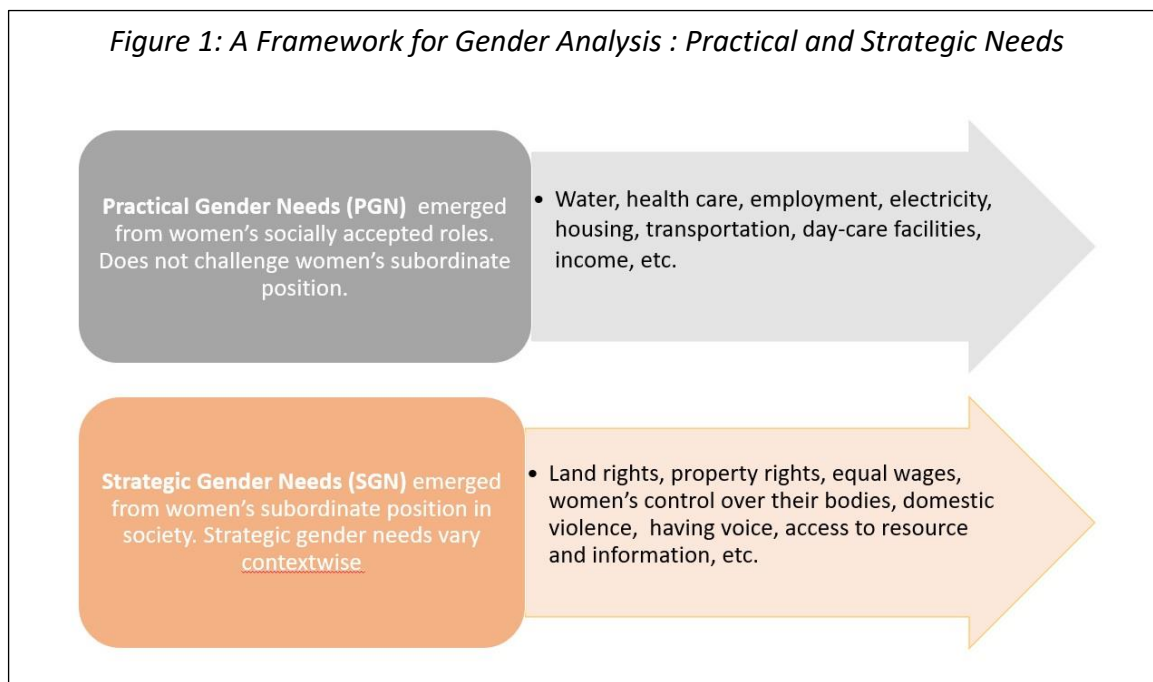 Figure 1: A Framework for Gender Analysis : Practical and Strategic Needs
Practical Gender Needs (PGN) emerged
from women's socially accepted roles.
Does not challenge women's subordinate
position.
• Water, health care, employment, electricity,
housing, transportation, day-care facilities,
income, etc.
Strategic Gender Needs (SGN) emerged
from women's subordinate position in
society. Strategic gender needs vary
contextwise
• Land rights, property rights, equal wages,
women's control over their bodies, domestic
violence, having voice, access to resource
and information, etc.